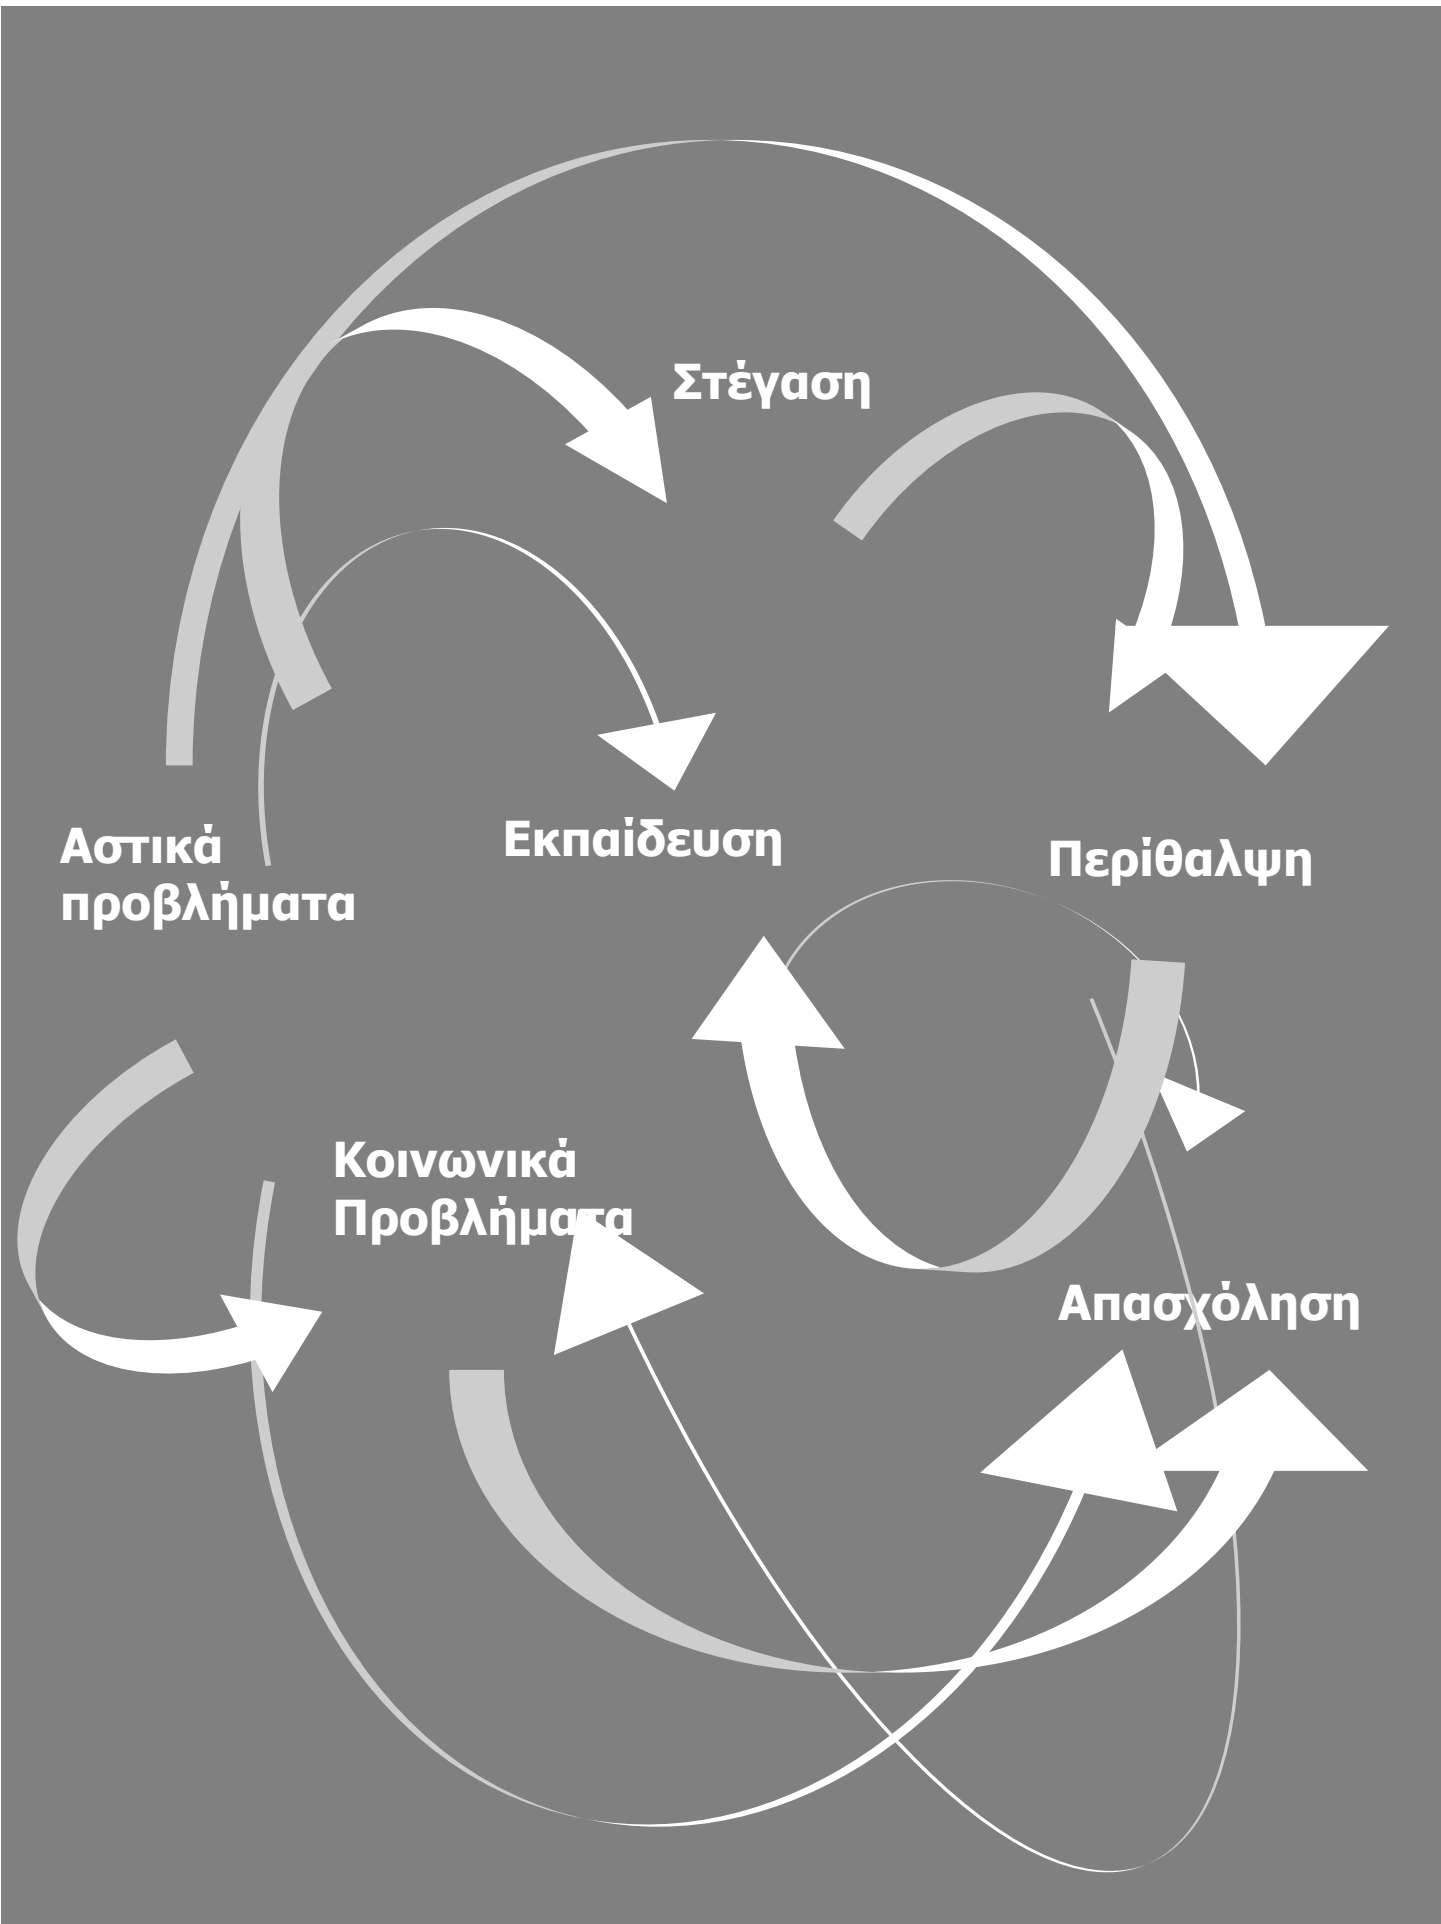 Στέγαση
Αστικά
προβλήματα
Εκπαίδευση
Περίθαλψη
Κοινωνικά
Προβλήματα
Απασχόληση